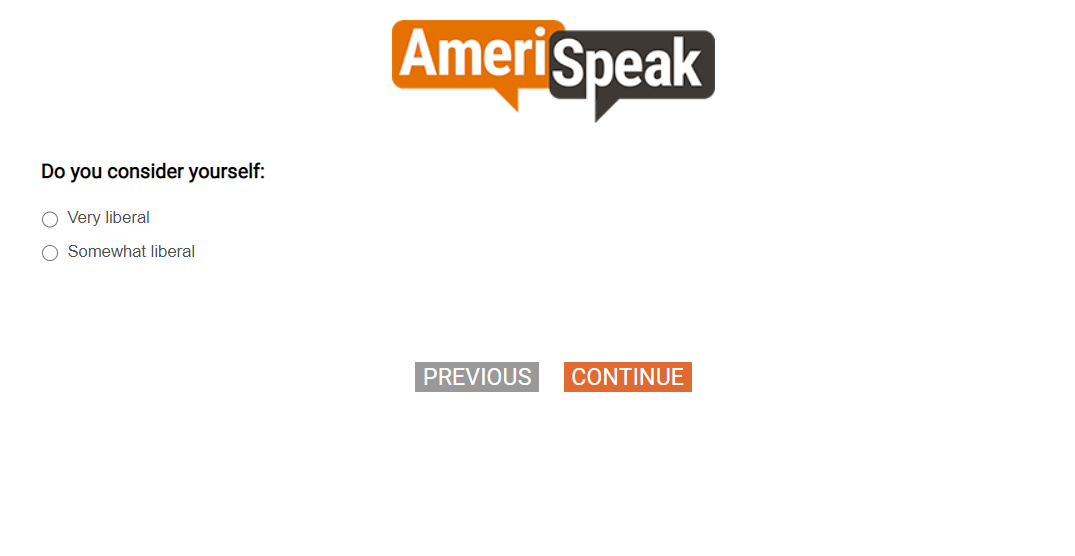 AmeriSpeak
Do you consider yourself:
Very liberal
Somewhat liberal
PREVIOUS CONTINUE